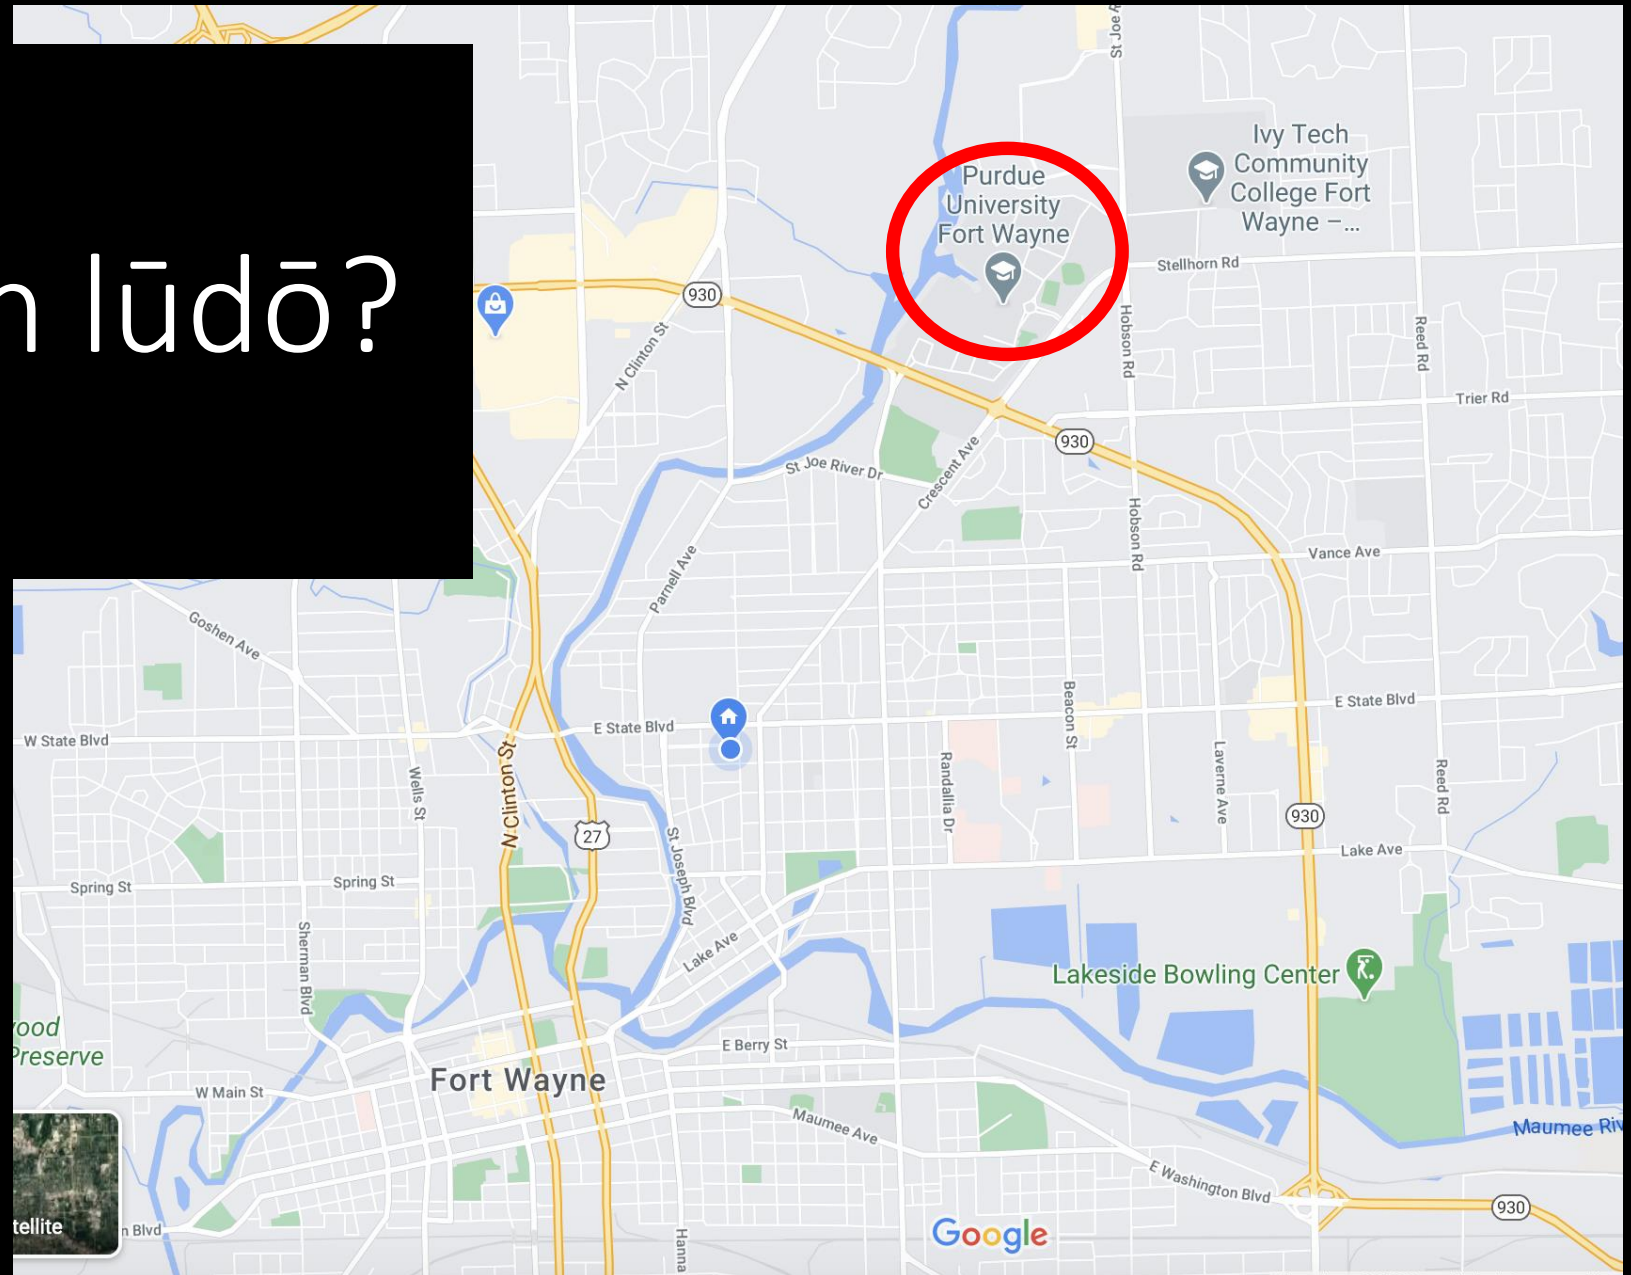 n lūdō?
Joe St
Ivy Tech
Community
College Fort
Wayne –...
Purdue
University
Fort Wayne
Stellhorn Rd
930
N Clinton St
Hobson Rd
Reed Rd
Trier Rd
930
St Joe River Dr
Crescent Ave
Hobson Rd
Vance Ave
Parnell Ave
Goshen Ave
Beacon St
E State Blvd
E State Blvd
W State Blvd
N Clinton St
Wells St
Randallia Dr
Laverne Ave
Reed Rd
930
27
St Joseph Blvd
Lake Ave
Spring St
Spring St
Sherman Blvd
Lake Ave
Lakeside Bowling Center
ood
Preserve
E Berry St
Fort Wayne
W Main St
Maumee Ave
Maumee Riv
E Washington Blvd
930
tellite
n Blvd
Hanna
Google